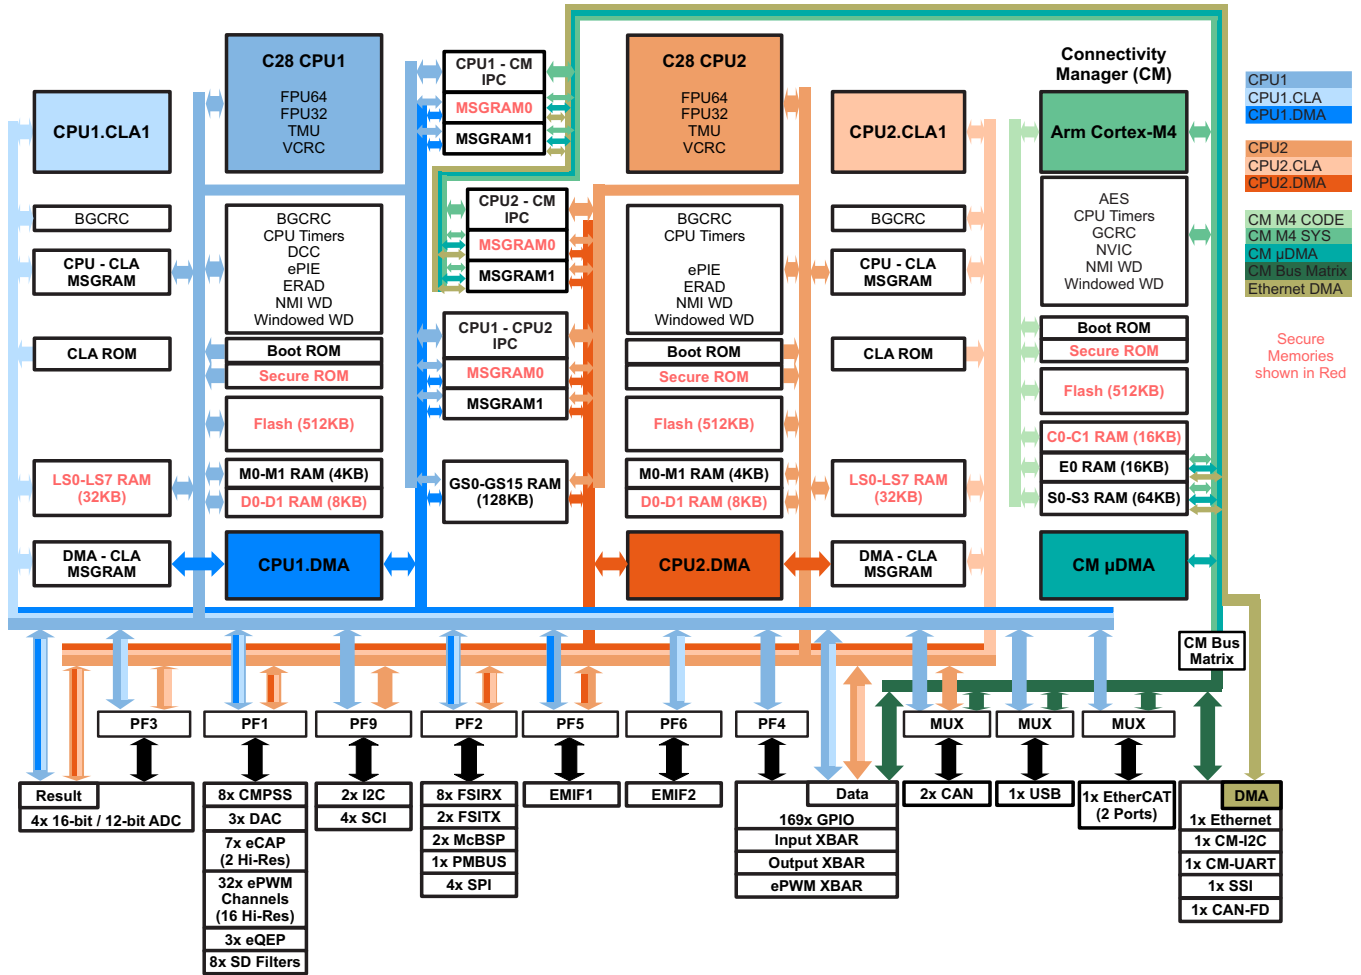 C28 CPU1
FPU64
FPU32
TMU
VCRC
CPU1.CLA1
BGCRC
CPU - CLA
MSGRAM
CLA ROM
LS0-LS7 RAM
(32KB)
DMA - CLA
MSGRAM
BGCRC
CPU Timers
DCC
ePIE
ERAD
NMI WD
Windowed WD
Boot ROM
Secure ROM
Flash (512KB)
M0-M1 RAM (4KB)
D0-D1 RAM (8KB)
CPU1.DMA
CPU1 - CM
IPC
MSGRAM0
MSGRAM1
CPU2 - CM
IPC
MSGRAM0
MSGRAM1
CPU1 - CPU2
IPC
MSGRAM0
MSGRAM1
GS0-GS15 RAM
(128KB)
C28 CPU2
FPU64
FPU32
TMU
VCRC
BGCRC
CPU Timers
ePIE
ERAD
NMI WD
Windowed WD
Boot ROM
Secure ROM
Flash (512KB)
M0-M1 RAM (4KB)
D0-D1 RAM (8KB)
CPU2.DMA
CPU2.CLA1
BGCRC
CPU - CLA
MSGRAM
CLA ROM
LS0-LS7 RAM
(32KB)
DMA - CLA
MSGRAM
Connectivity
Manager (CM)
Arm Cortex-M4
AES
CPU Timers
GCRC
NVIC
NMI WD
Windowed WD
Boot ROM
Secure ROM
Flash (512KB)
C0-C1 RAM (16KB)
E0 RAM (16KB)
S0-S3 RAM (64KB)
CM µDMA
CPU1
CPU1.CLA
CPU1.DMA
CPU2
CPU2.CLA
CPU2.DMA
CM M4 CODE
CM M4 SYS
CM µDMA
CM Bus Matrix
Ethernet DMA
Secure
Memories
shown in Red
CM Bus
Matrix
PF3
PF1
PF9
PF2
PF5
PF6
PF4
MUX
MUX
MUX
Result
4x 16-bit / 12-bit ADC
8x CMPSS
3x DAC
7x eCAP
(2 Hi-Res)
32x ePWM
Channels
(16 Hi-Res)
3x eQEP
8x SD Filters
2x I2C
4x SCI
8x FSIRX
2x FSITX
2x McBSP
1x PMBUS
4x SPI
EMIF1
EMIF2
Data
169x GPIO
Input XBAR
Output XBAR
ePWM XBAR
2x CAN
1x USB
1x EtherCAT
(2 Ports)
DMA
1x Ethernet
1x CM-I2C
1x CM-UART
1x SSI
1x CAN-FD